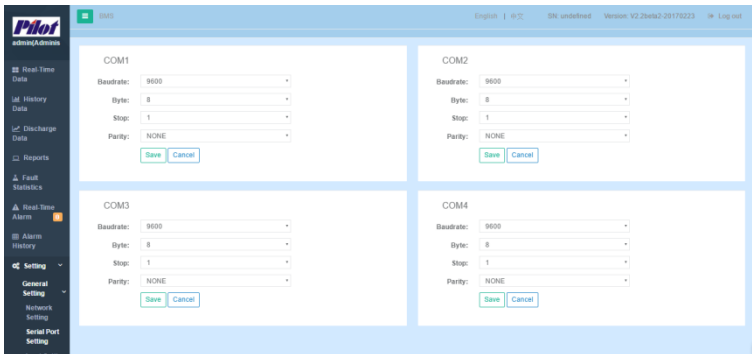 Pilot
admin(Adminis
BMS
English | 中文 SN: undefined Version: V2.2beta2-20170223 Log out
Real-Time
Data
History
Data
Discharge
Data
Reports
Fault
Statistics
Real-Time
Alarm
Alarm
History
Setting
General
Setting
Network
Setting
Serial Port
Setting
COM1
Baudrate: 9600
Byte: 8
Stop: 1
Parity: NONE
Save Cancel
COM2
Baudrate: 9600
Byte: 8
Stop: 1
Parity: NONE
Save Cancel
COM3
Baudrate: 9600
Byte: 8
Stop: 1
Parity: NONE
Save Cancel
COM4
Baudrate: 9600
Byte: 8
Stop: 1
Parity: NONE
Save Cancel